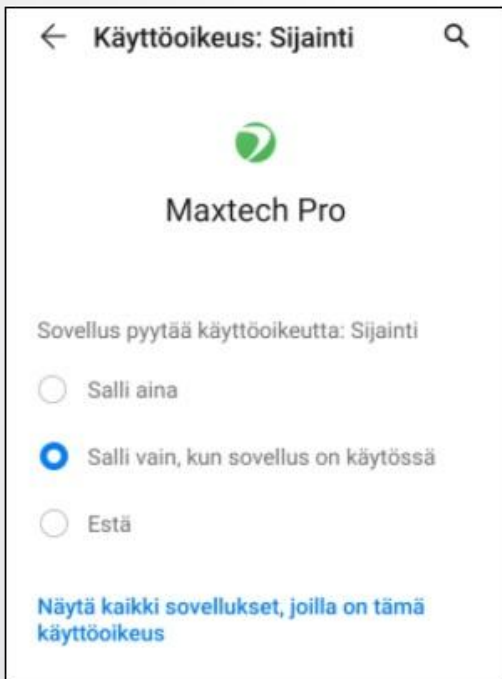 Käyttöoikeus: Sijainti
Maxtech Pro
Sovellus pyytää käyttöoikeutta: Sijainti
Salli aina
Salli vain, kun sovellus on käytössä
Estä
Näytä kaikki sovellukset, joilla on tämä
käyttöoikeus